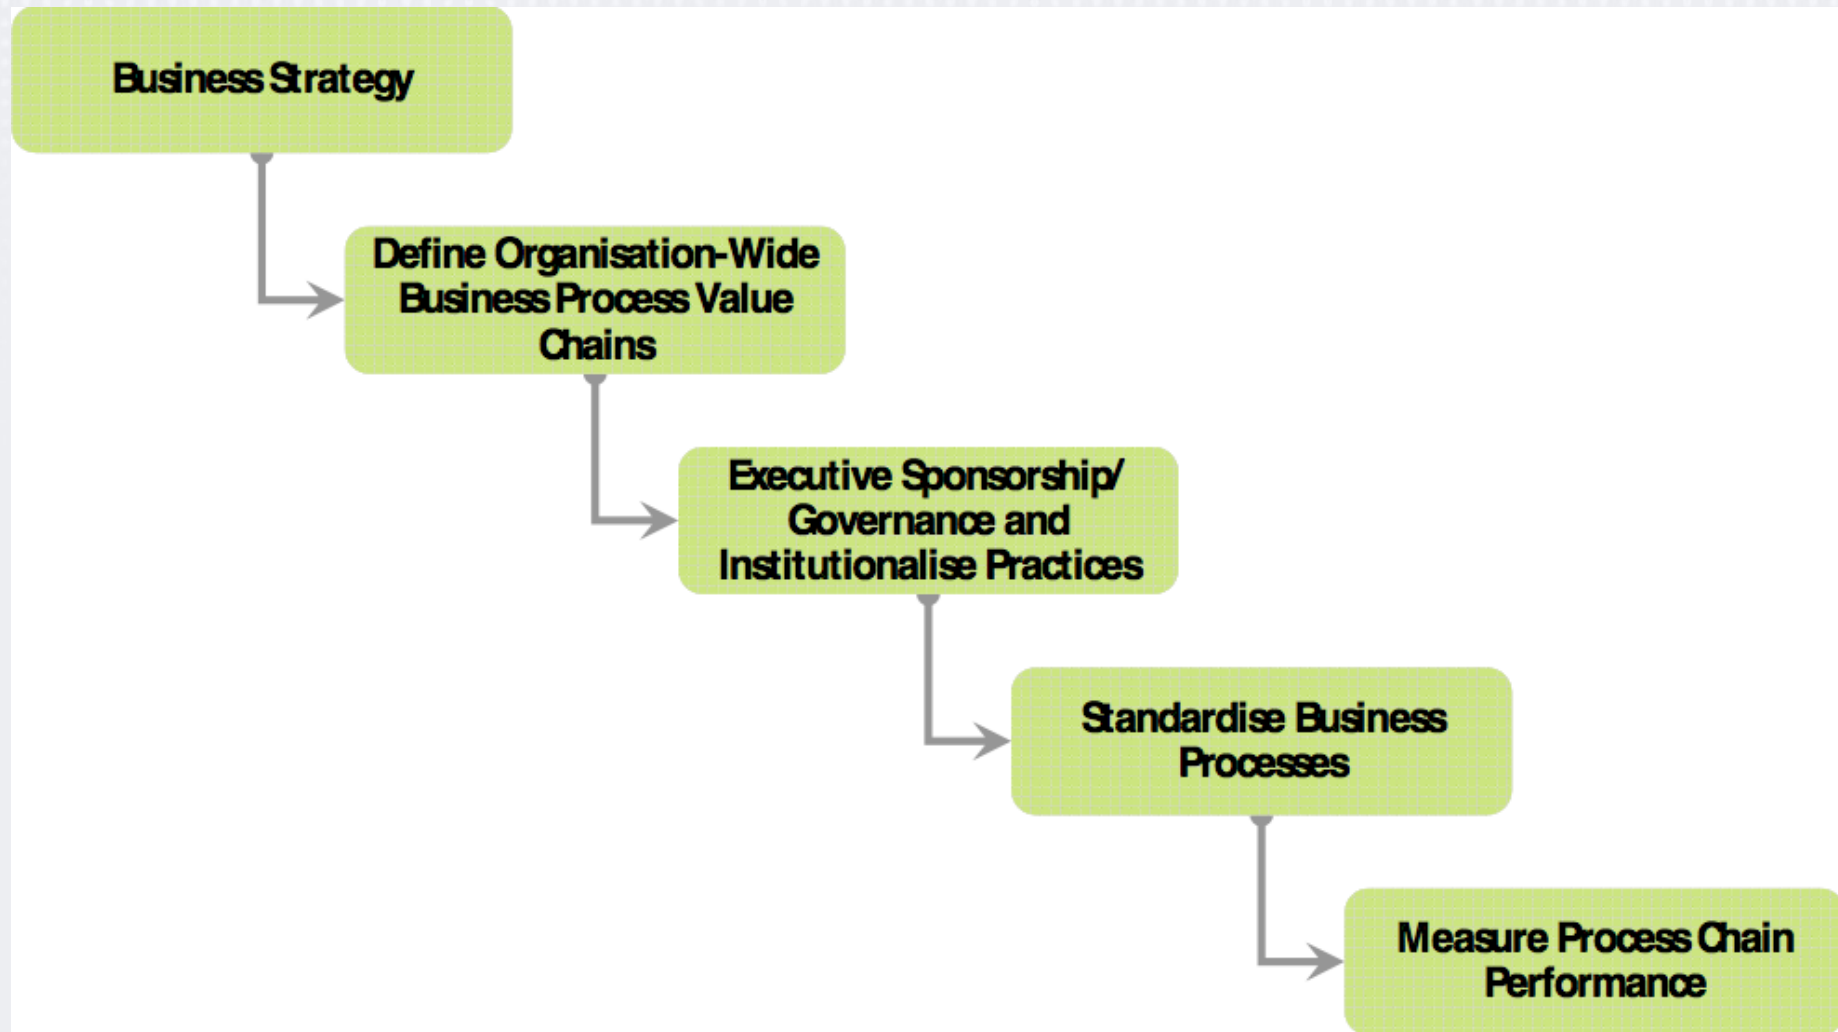 Business Strategy
Define Organisation-Wide
Business Process Value
Chains
Executive Sponsorship/
Governance and
Institutionalise Practices
Standardise Business
Processes
Measure Process Chain
Performance